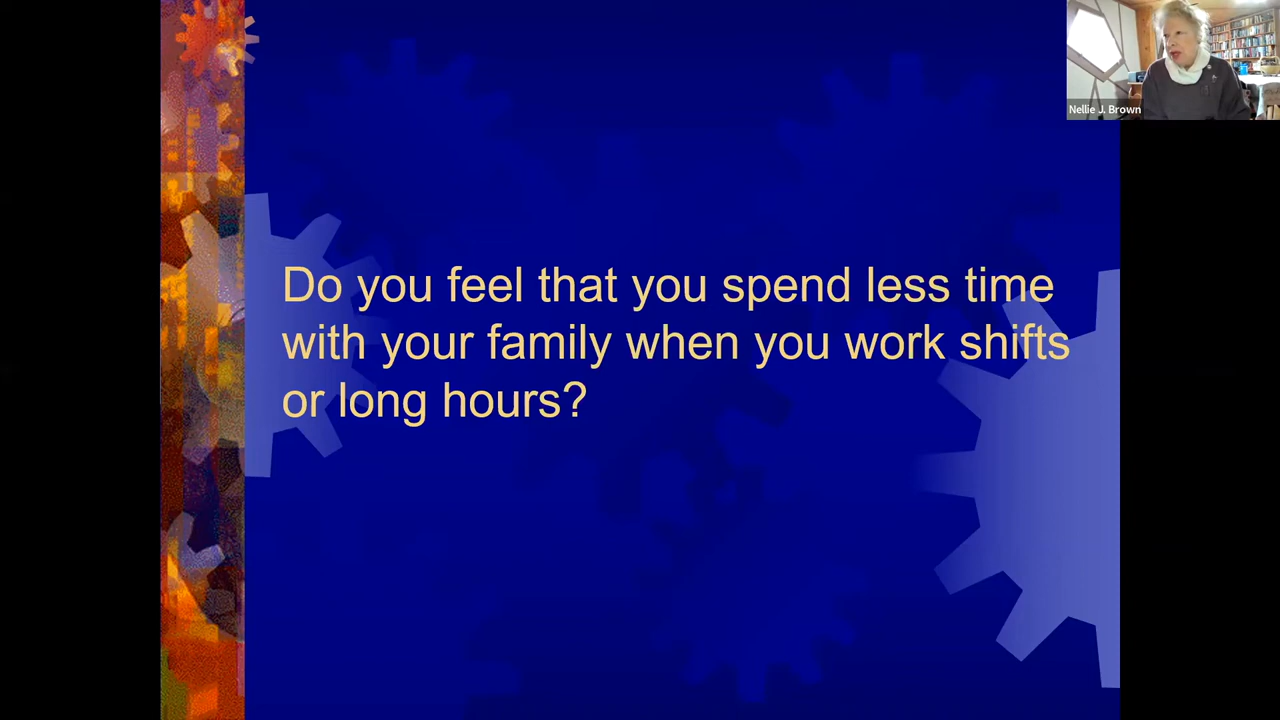 Nellie J. Brown
Do you feel that you spend less time
with your family when you work shifts
or long hours?